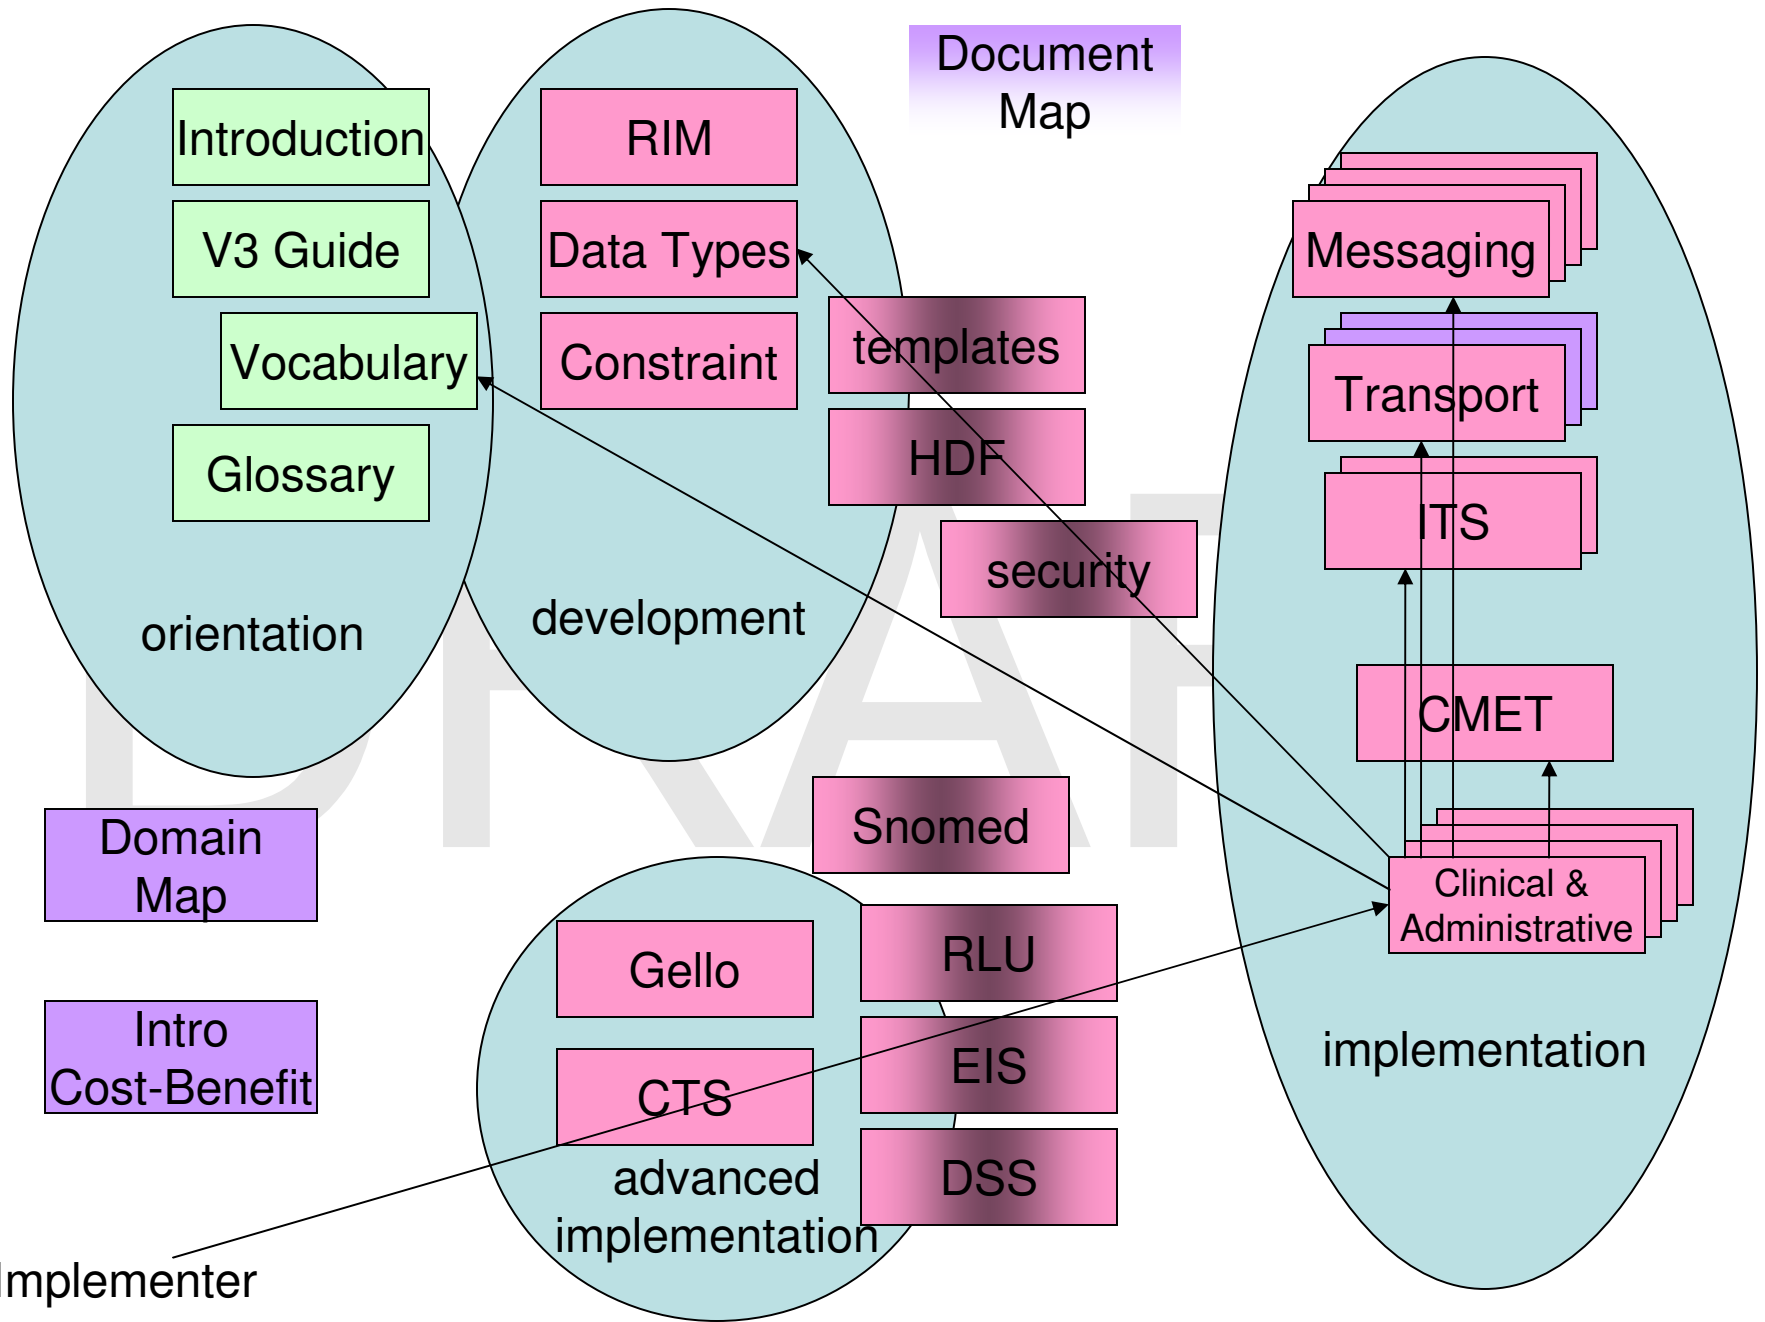 Document
Map
Introduction
RIM
V3 Guide
Data Types
Messaging
Vocabulary
Constraint
templates
Transport
Glossary
HDF
ITS
security
orientation
development
CMET
DRAF
Domain
Map
Snomed
Clinical &
Administrative
Gello
RLU
Intro
Cost-Benefit
CTS
EIS
implementation
advanced
implementation
DSS
Implementer